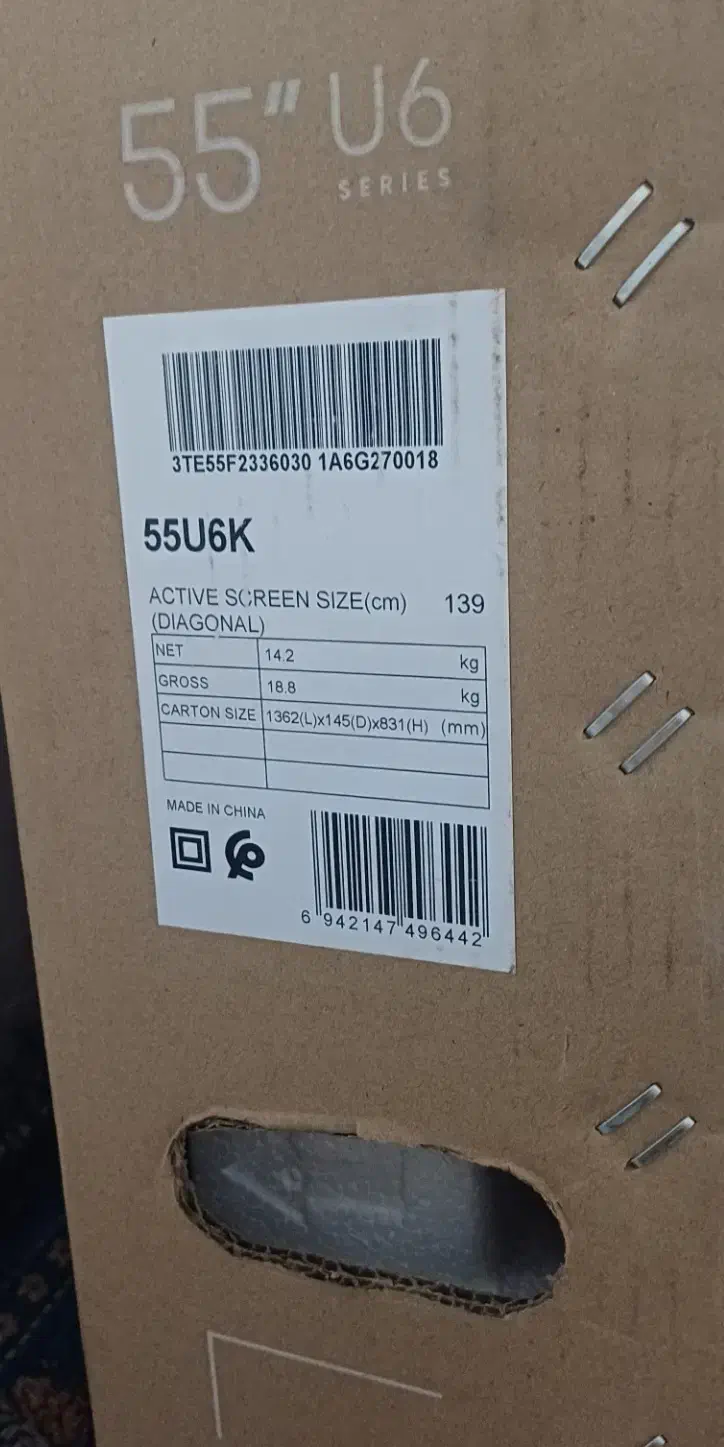 55" U6
SERIES
3TE55F2336030 1A6G270018
55U6K
ACTIVE SCREEN SIZE(cm) 139
(DIAGONAL)
NET 14.2 kg
GROSS 18.8 kg
CARTON SIZE 1362(L)x145(D)x831(H) (mm)
MADE IN CHINA
6 942147 496442